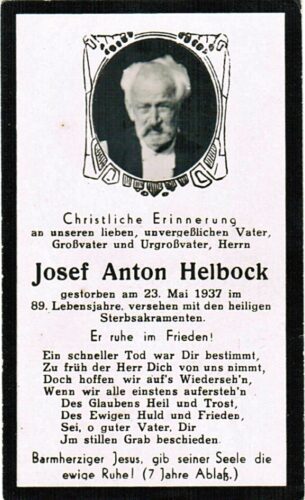 Christliche Erinnerung
an unseren lieben, unvergeßlichen Vater,
Großvater und Urgroßvater, Herrn
Josef Anton Helbock
gestorben am 23. Mai 1937 im
89. Lebensjahre, versehen mit den heiligen
Sterbsakramenten.
Er ruhe im Frieden!
Ein schneller Tod war Dir bestimmt,
Zu früh der Herr Dich von uns nimmt,
Doch hoffen wir auf's Wiederseh'n,
Wenn wir alle einstens aufersteh'n
Des Glaubens Heil und Trost,
Des Ewigen Huld und Frieden,
Sei, o guter Vater, Dir
Jm stillen Grab beschieden.
Barmherziger Jesus, gib seiner Seele die
ewige Ruhe! (7 Jahre Ablaß.)